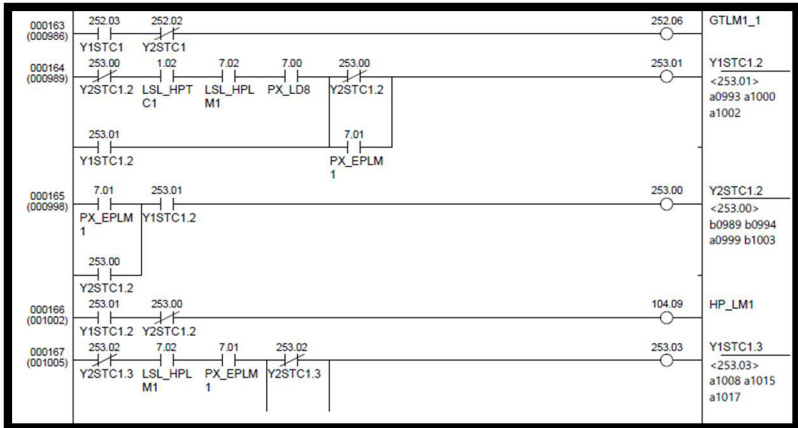 000163
(000986)
252.03 252.02 252.06 GTLM1_1
Y1STC1 Y2STC1
000164
(000989)
253.00 1.02 7.02 7.00 253.00 253.01 Y1STC1.2
Y2STC1.2 LSL_HPT LSL_HPL PX_LD8 Y2STC1.2
C1 M1
<253.01>
a0993 a1000
a1002
253.01 7.01
Y1STC1.2 PX_EPLM
1
000165
(000998)
7.01 253.01 253.00 Y2STC1.2
PX_EPLM Y1STC1.2
1
<253.00>
b0989 b0994
a0999 b1003
253.00
Y2STC1.2
000166
(001002)
253.01 253.00 104.09 HP_LM1
Y1STC1.2 Y2STC1.2
000167
(001005)
253.02 7.02 7.01 253.02 253.03 Y1STC1.3
Y2STC1.3 LSL_HPL PX_EPLM Y2STC1.3
M1 1
<253.03>
a1008 a1015
a1017